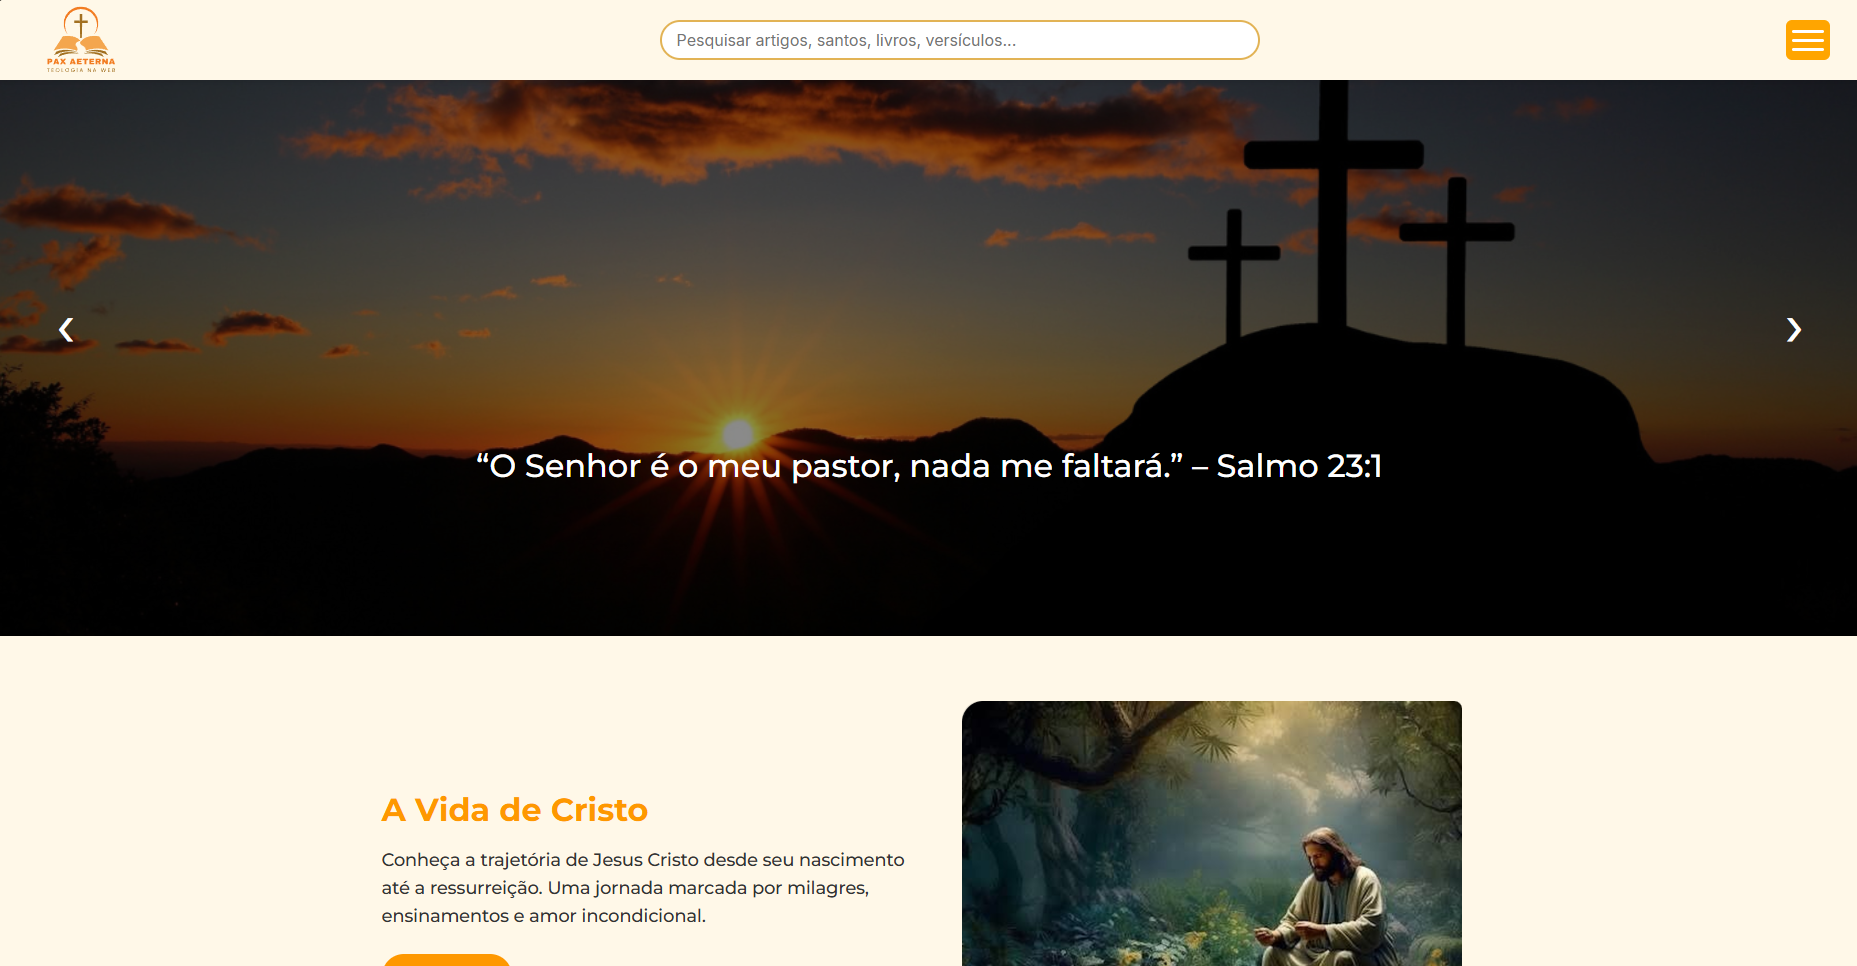 PAX AETERNA
TEOLOGIA NA WEB
Pesquisar artigos, santos, livros, versículos...
“O Senhor é o meu pastor, nada me faltará.” – Salmo 23:1
A Vida de Cristo
Conheça a trajetória de Jesus Cristo desde seu nascimento
até a ressurreição. Uma jornada marcada por milagres,
ensinamentos e amor incondicional.